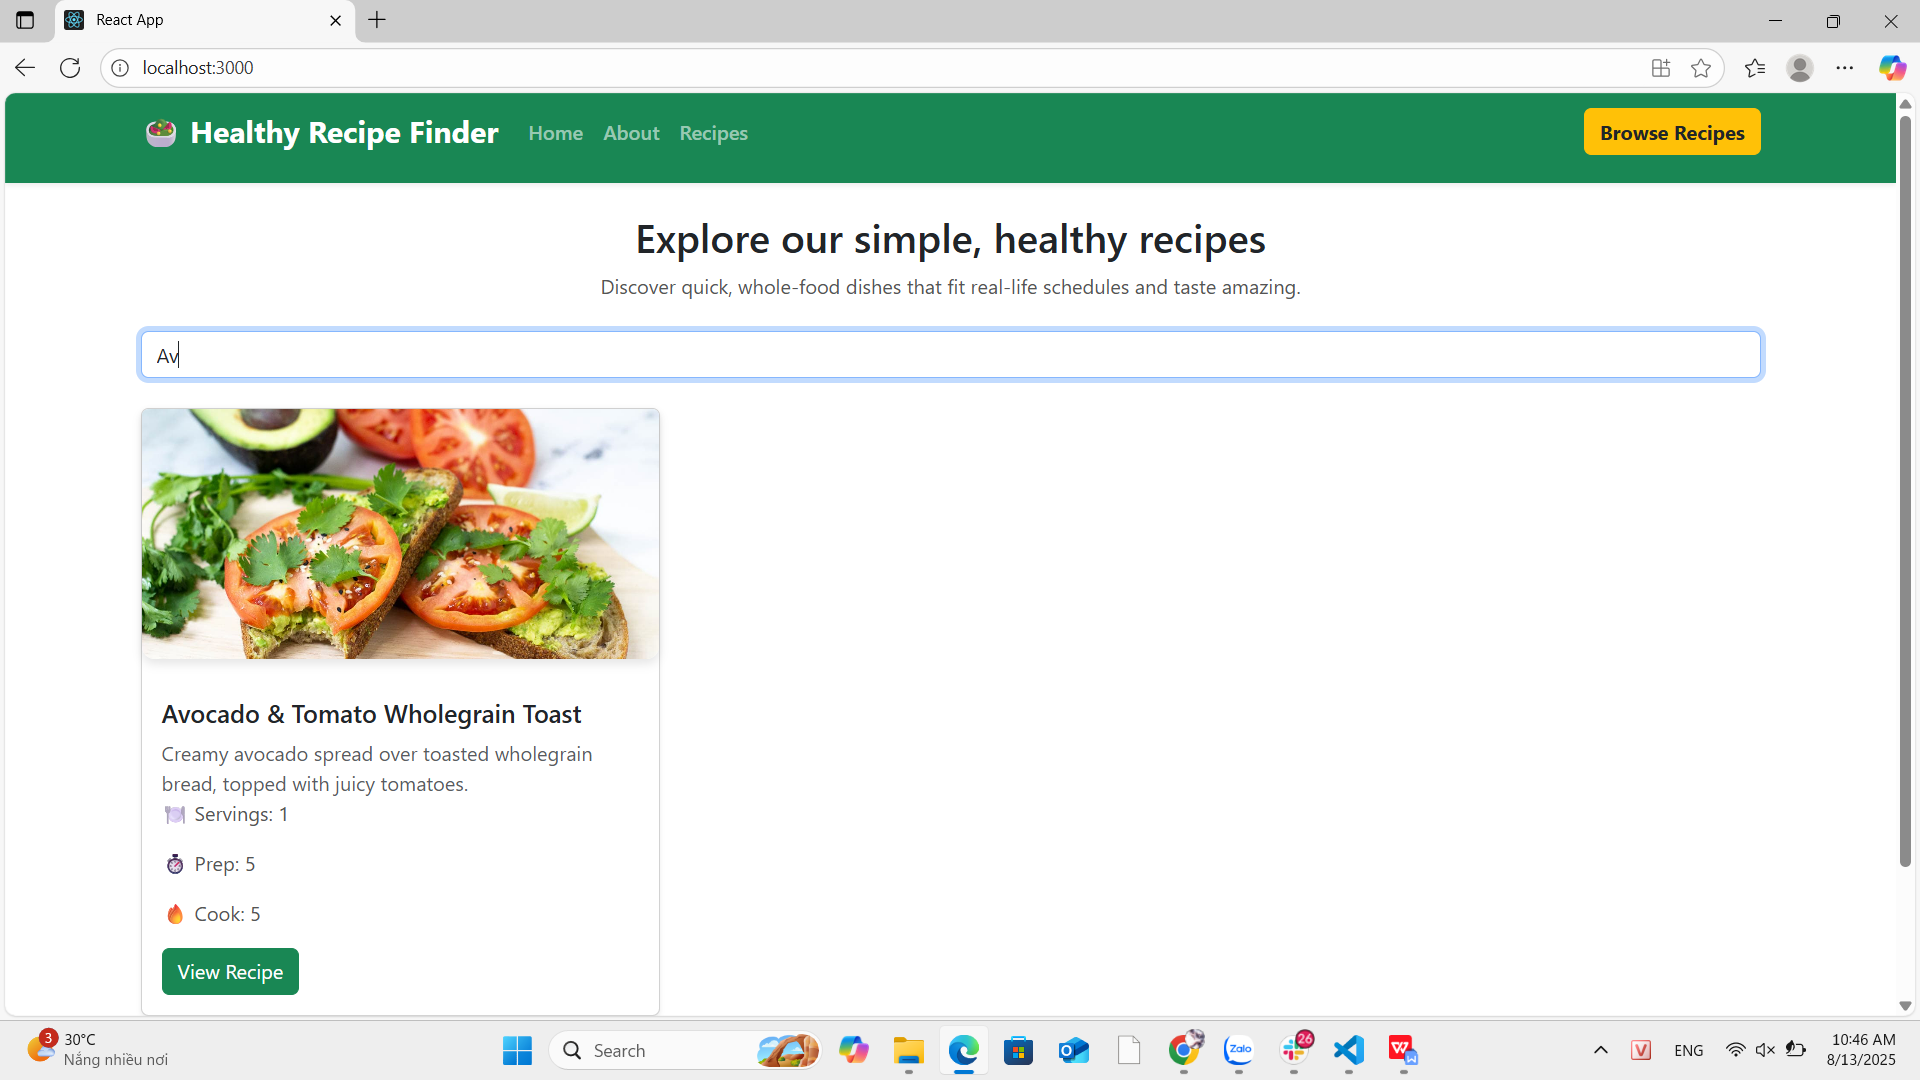 React App
localhost:3000
Healthy Recipe Finder
Home
About
Recipes
Browse Recipes
Explore our simple, healthy recipes
Discover quick, whole-food dishes that fit real-life schedules and taste amazing.
Av
Avocado & Tomato Wholegrain Toast
Creamy avocado spread over toasted wholegrain
bread, topped with juicy tomatoes.
Servings: 1
Prep: 5
Cook: 5
View Recipe
3
30°C
Nắng nhiều nơi
Search
Zalo
26
W
V
ENG
10:46 AM
8/13/2025